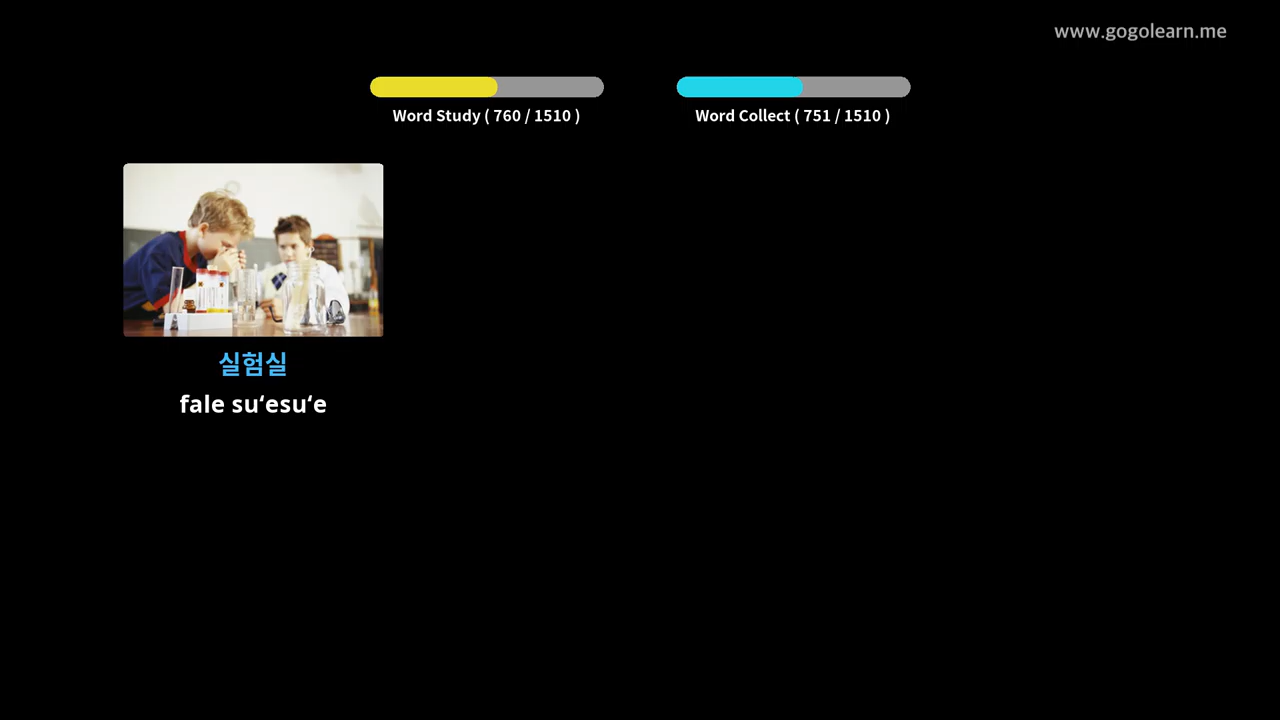 www.gogolearn.me
Word Study ( 760 / 1510 )
Word Collect ( 751 / 1510 )
실험실
fale su‘esu‘e